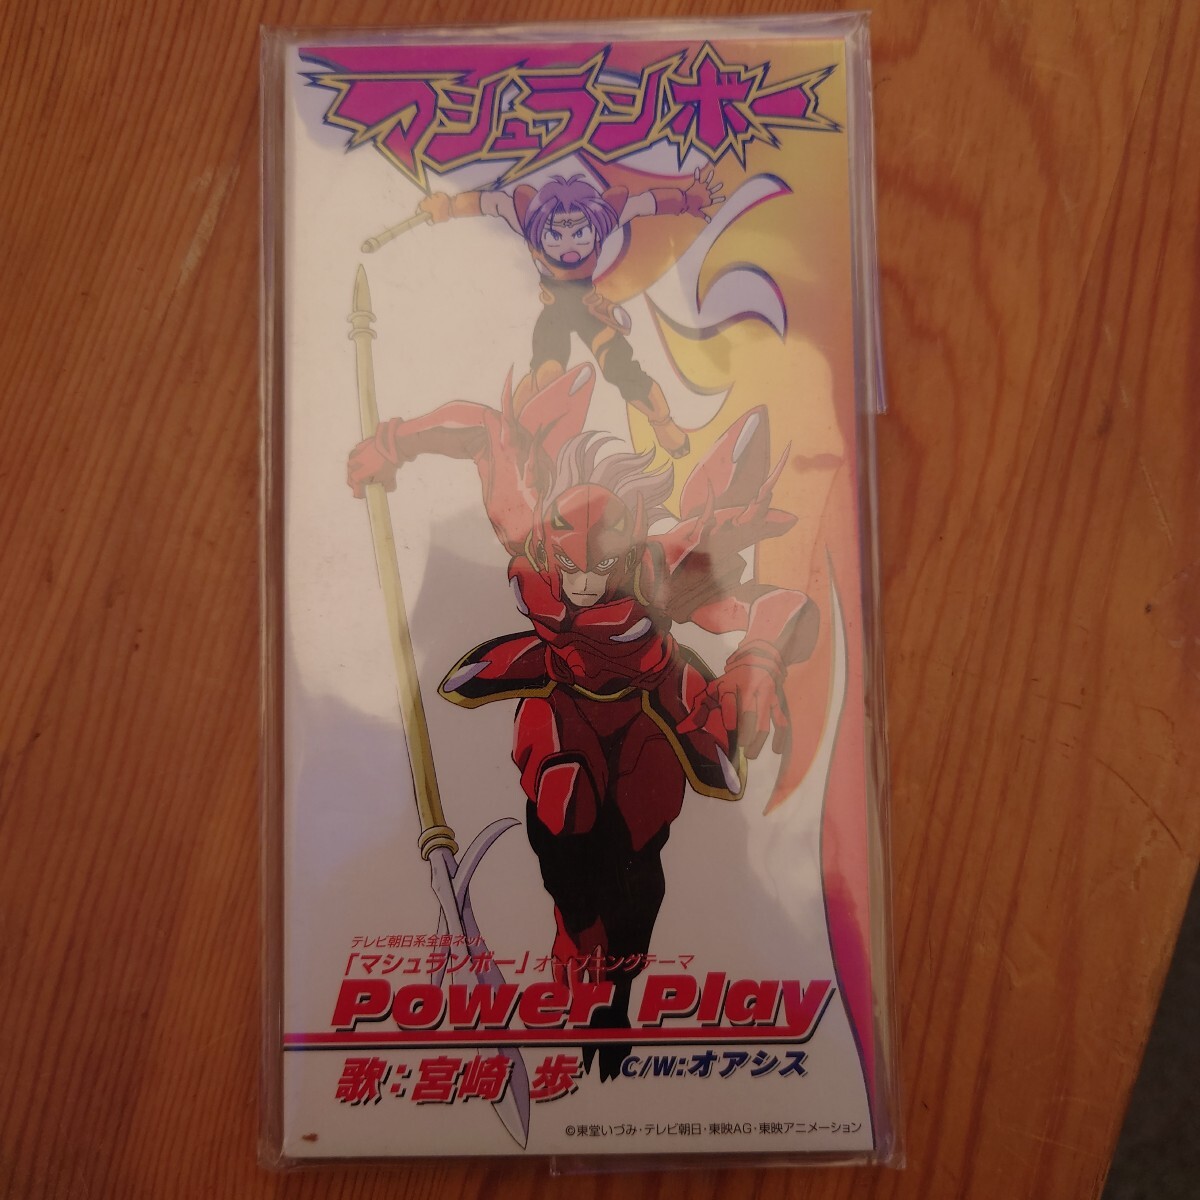 マシュランボー
テレビ朝日系全国ネット
「マシュランボー」オープニングテーマ
Power Play
歌:宮崎 歩
C/W:オアシス
©東堂いづみ・テレビ朝日・東映AG・東映アニメーション